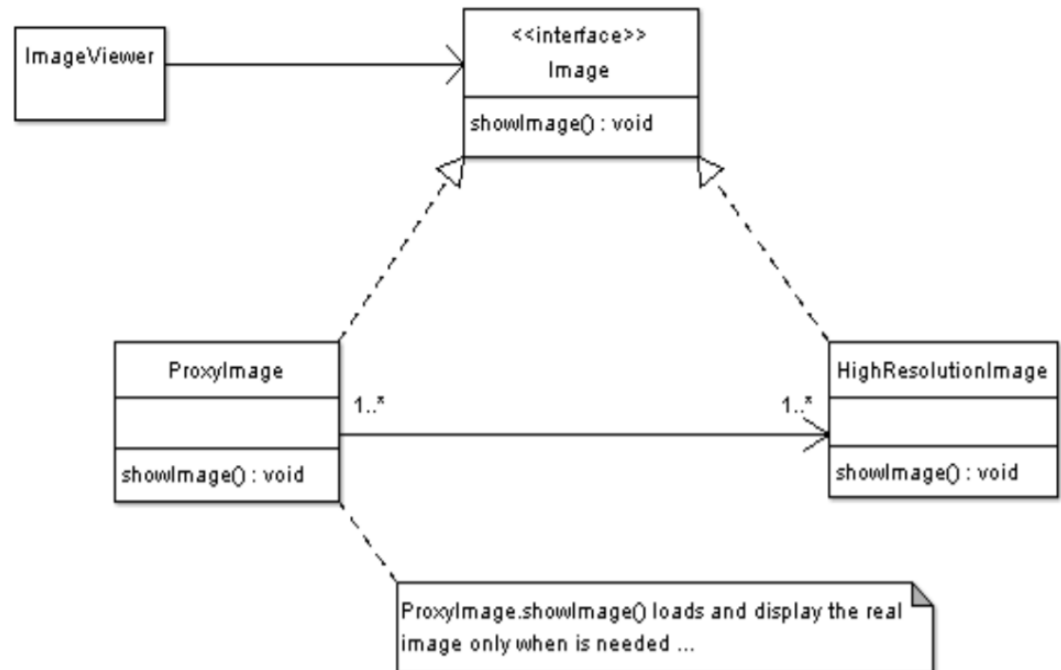 ImageViewer
<<interface>>
Image
showImage() : void
ProxyImage
showImage() : void
1..*
1..*
HighResolutionImage
showImage() : void
ProxyImage.showImage() loads and display the real
image only when is needed ...